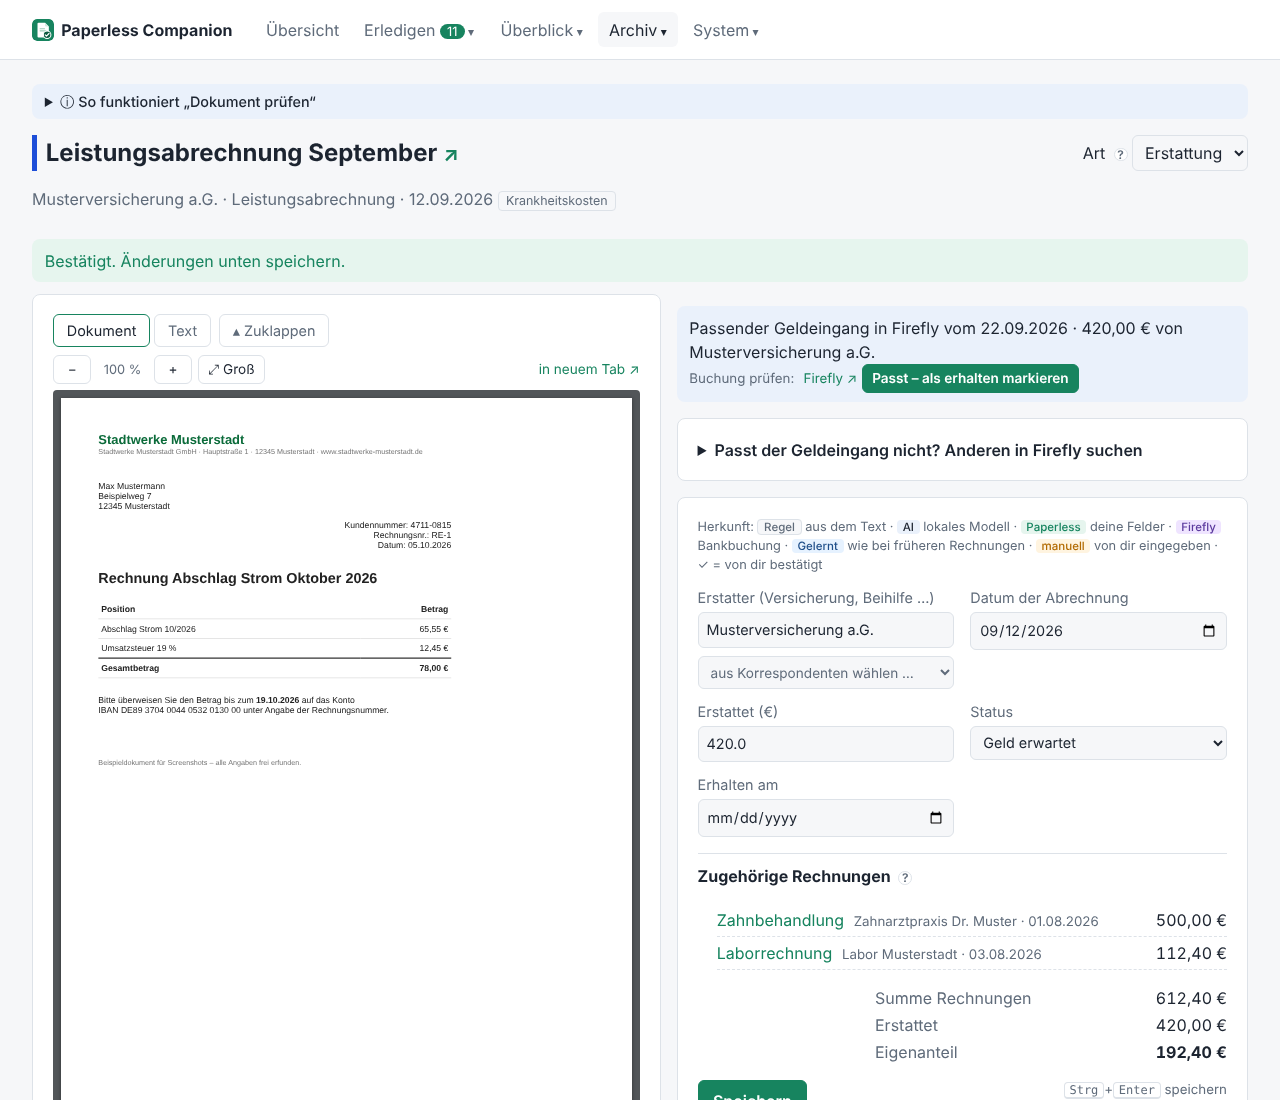 Paperless Companion Übersicht Erledigen 11 ▾ Überblick ▾ Archiv ▾ System ▾
▶ ⓘ So funktioniert „Dokument prüfen“
Leistungsabrechnung September ↗ Art ? Erstattung
Musterversicherung a.G. · Leistungsabrechnung · 12.09.2026 Krankheitskosten
Bestätigt. Änderungen unten speichern.
Dokument Text ▴ Zuklappen
− 100 % + ⤢ Groß in neuem Tab ↗
Stadtwerke Musterstadt
Stadtwerke Musterstadt GmbH · Hauptstraße 1 · 12345 Musterstadt · www.stadtwerke-musterstadt.de
Max Mustermann
Beispielweg 7
12345 Musterstadt
Kundennummer: 4711-0815
Rechnungsnr.: RE-1
Datum: 05.10.2026
Rechnung Abschlag Strom Oktober 2026
Position Betrag
Abschlag Strom 10/2026 65,55 €
Umsatzsteuer 19 % 12,45 €
Gesamtbetrag 78,00 €
Bitte überweisen Sie den Betrag bis zum 19.10.2026 auf das Konto
IBAN DE89 3704 0044 0532 0130 00 unter Angabe der Rechnungsnummer.
Beispieldokument für Screenshots – alle Angaben frei erfunden.
Passender Geldeingang in Firefly vom 22.09.2026 · 420,00 € von
Musterversicherung a.G.
Buchung prüfen: Firefly ↗ Passt – als erhalten markieren
▶ Passt der Geldeingang nicht? Anderen in Firefly suchen
Herkunft: Regel aus dem Text · AI lokales Modell · Paperless deine Felder · Firefly
Bankbuchung · Gelernt wie bei früheren Rechnungen · manuell von dir eingegeben ·
✓ = von dir bestätigt
Erstatter (Versicherung, Beihilfe …) Datum der Abrechnung
Musterversicherung a.G. 09/12/2026
aus Korrespondenten wählen …
Erstattet (€) Status
420.0 Geld erwartet
Erhalten am
mm/dd/yyyy
Zugehörige Rechnungen ?
Zahnbehandlung Zahnarztpraxis Dr. Muster · 01.08.2026 500,00 €
Laborrechnung Labor Musterstadt · 03.08.2026 112,40 €
Summe Rechnungen 612,40 €
Erstattet 420,00 €
Eigenanteil 192,40 €
Speichern Strg+Enter speichern